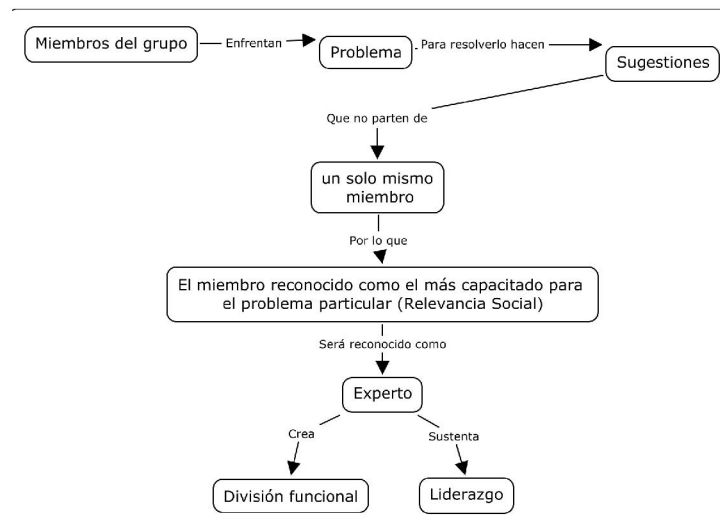 Miembros del grupo
Enfrentan
Problema
Para resolverlo hacen
Sugestiones
Que no parten de
un solo mismo
miembro
Por lo que
El miembro reconocido como el más capacitado para
el problema particular (Relevancia Social)
Será reconocido como
Experto
Crea
Sustenta
División funcional
Liderazgo